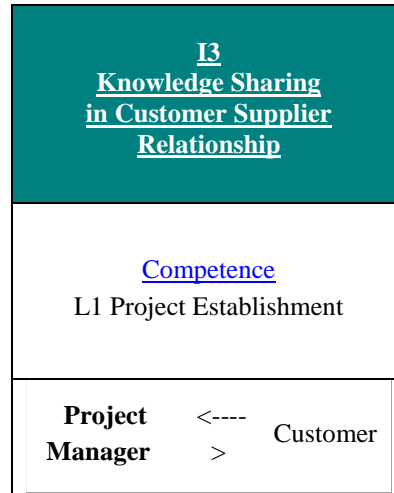 I3
Knowledge Sharing
in Customer Supplier
Relationship
Competence
L1 Project Establishment
Project <---- Customer
Manager >